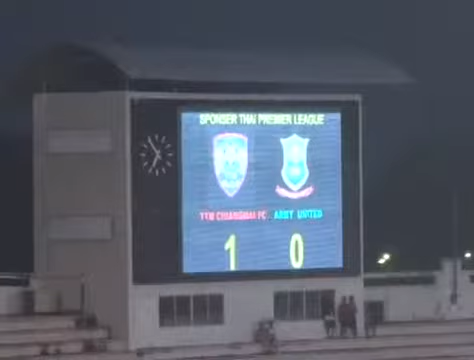 SPONSER THAI PREMIER LEAGUE
TTM CHIANGMAI FC. ARMY UNITED
1 0